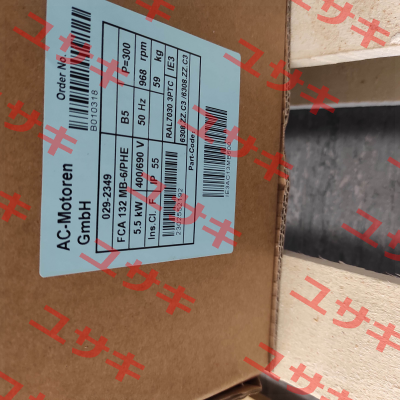 AC-Motoren
GmbH
Order No.
B010318
029-2349
FCA 132 MB-6/PHE
B5
P=300
5.5 kW
400/690 V
50 Hz
968 rpm
Ins.Cl. F
IP 55
59 kg
RAL7030 3PTC
IE3
6308.ZZ.C3 /6308.ZZ.C3
Part-Code
ユサキ
ユサキ
ユサキ
ユサキ
ユサキ
ユサキ
ユサキ
ユサキ
ユサキ